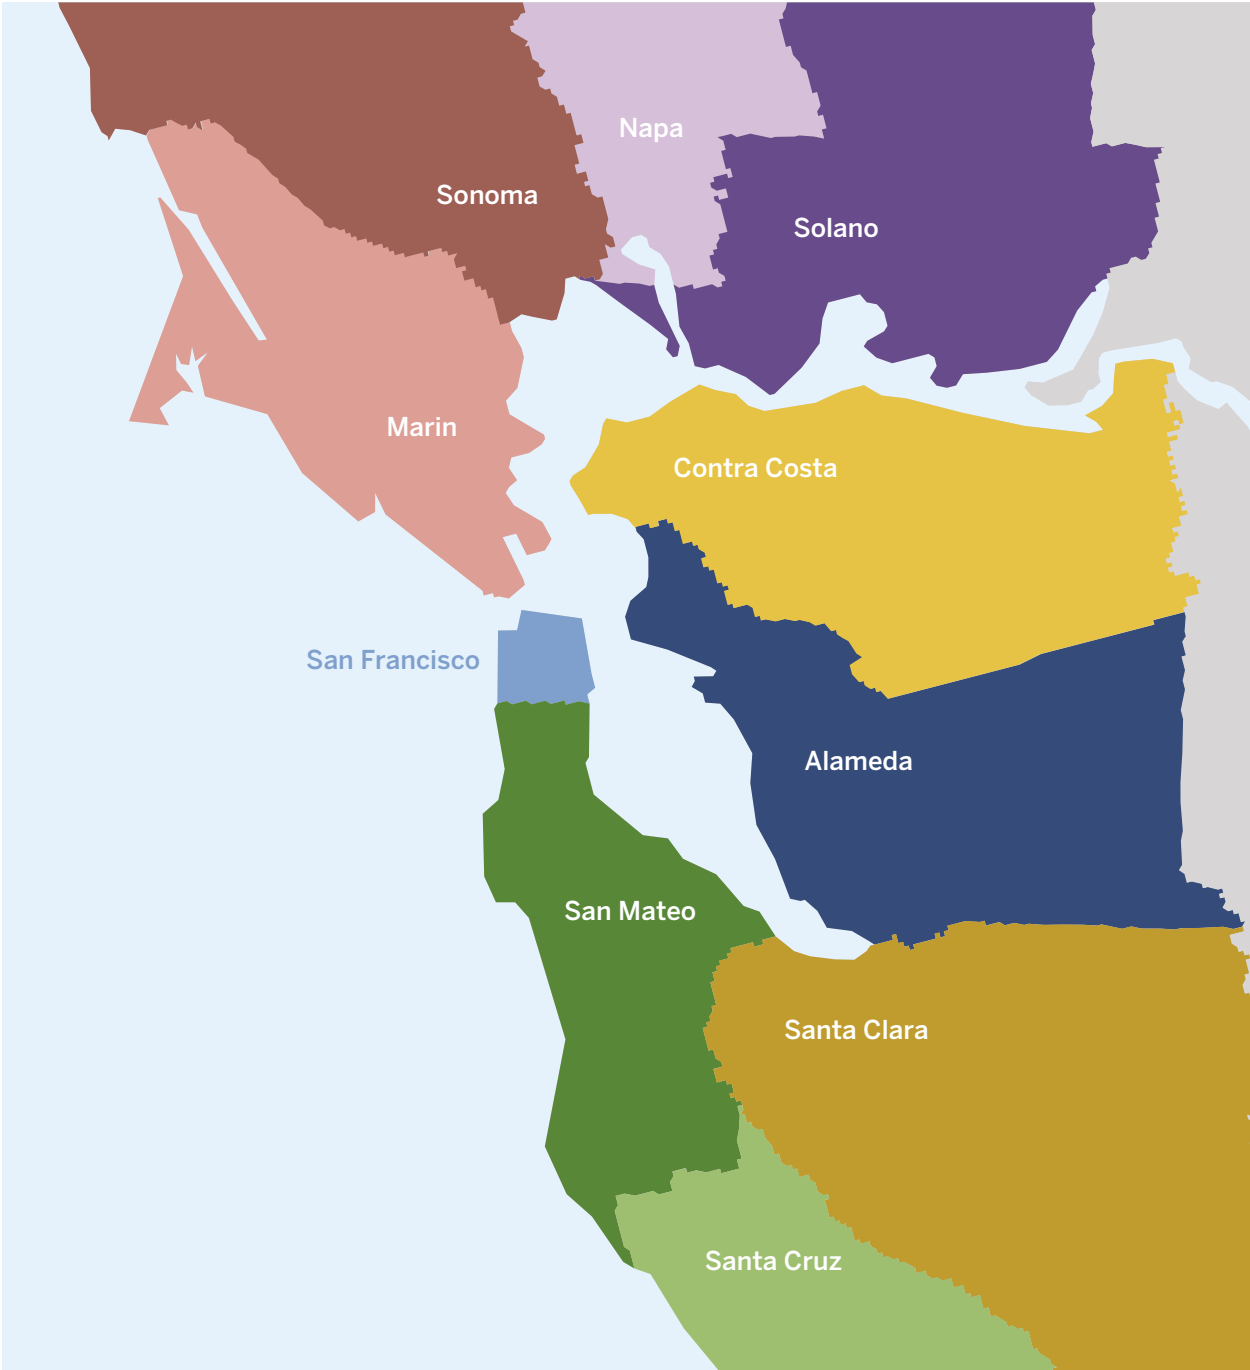 Napa
Sonoma
Solano
Marin
Contra Costa
San Francisco
Alameda
San Mateo
Santa Clara
Santa Cruz